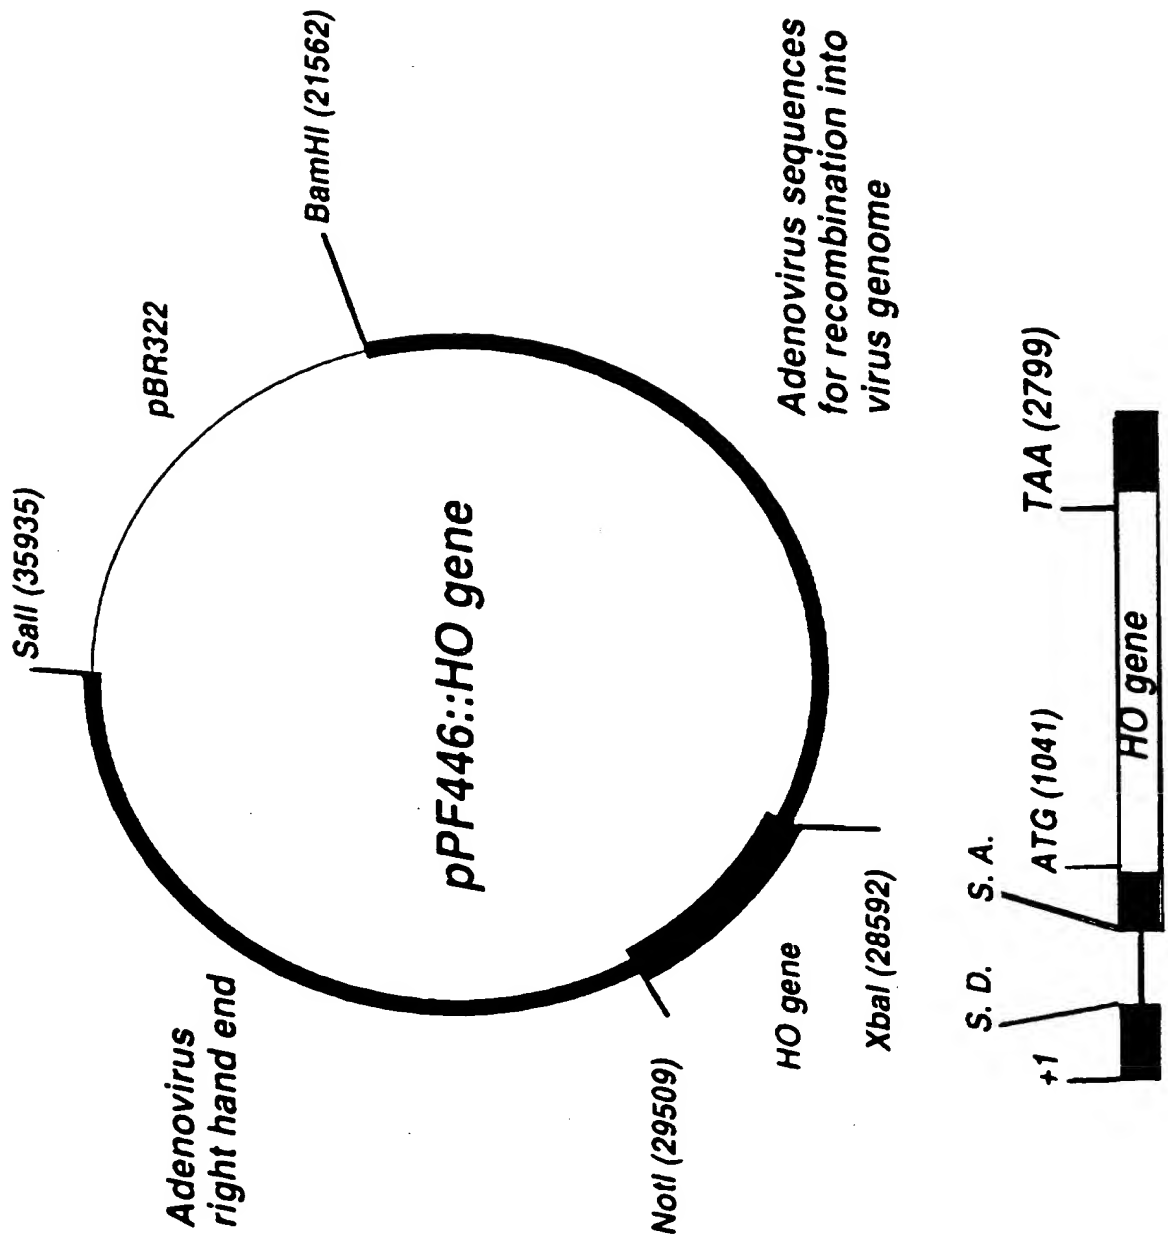 SalI (35935)
pBR322
BamHI (21562)
Adenovirus
right hand end
pPF446::HO gene
Adenovirus sequences
for recombination into
virus genome
NotI (29509)
HO gene
XbaI (28592)
+1
S. D.
S. A.
ATG (1041)
TAA (2799)
HO gene